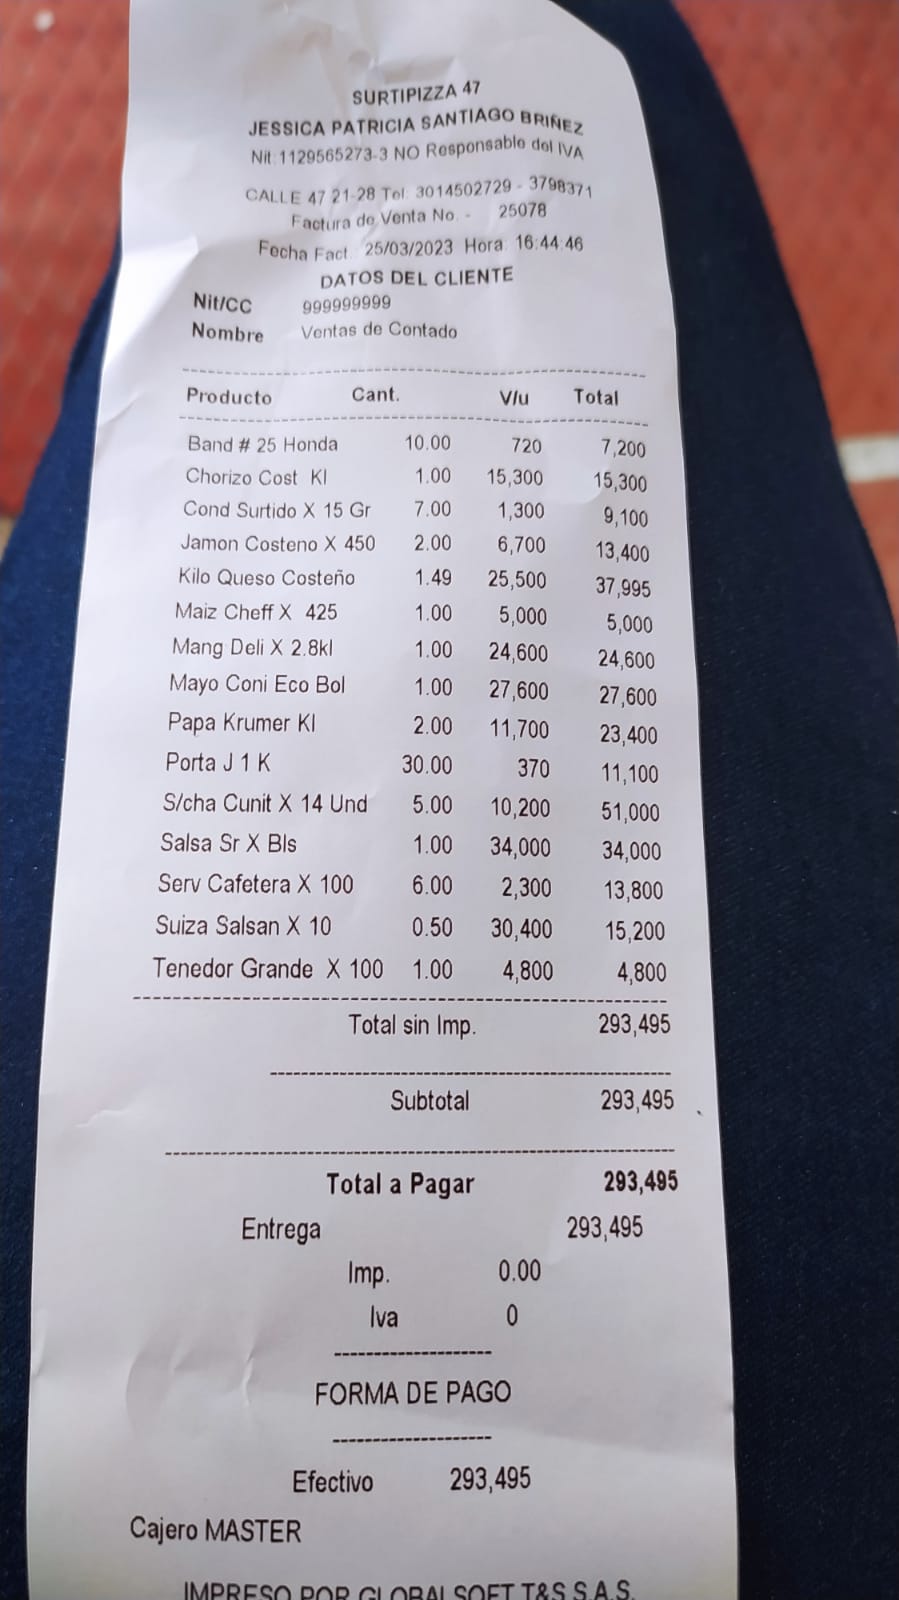 SURTIPIZZA 47
JESSICA PATRICIA SANTIAGO BRIÑEZ
Nit: 1129565273-3 NO Responsable del IVA
CALLE 47 21-28 Tel: 3014502729 - 3798371
Factura de Venta No. - 25078
Fecha Fact. 25/03/2023 Hora: 16:44:46
DATOS DEL CLIENTE
Nit/CC 999999999
Nombre Ventas de Contado
Producto Cant. V/u Total
Band # 25 Honda 10.00 720 7,200
Chorizo Cost Kl 1.00 15,300 15,300
Cond Surtido X 15 Gr 7.00 1,300 9,100
Jamon Costeno X 450 2.00 6,700 13,400
Kilo Queso Costeño 1.49 25,500 37,995
Maiz Cheff X 425 1.00 5,000 5,000
Mang Deli X 2.8kl 1.00 24,600 24,600
Mayo Coni Eco Bol 1.00 27,600 27,600
Papa Krumer Kl 2.00 11,700 23,400
Porta J 1 K 30.00 370 11,100
S/cha Cunit X 14 Und 5.00 10,200 51,000
Salsa Sr X Bls 1.00 34,000 34,000
Serv Cafetera X 100 6.00 2,300 13,800
Suiza Salsan X 10 0.50 30,400 15,200
Tenedor Grande X 100 1.00 4,800 4,800
Total sin Imp. 293,495
Subtotal 293,495
Total a Pagar 293,495
Entrega 293,495
Imp. 0.00
Iva 0
FORMA DE PAGO
Efectivo 293,495
Cajero MASTER
IMPRESO POR GLOBALSOFT T&S S.A.S.